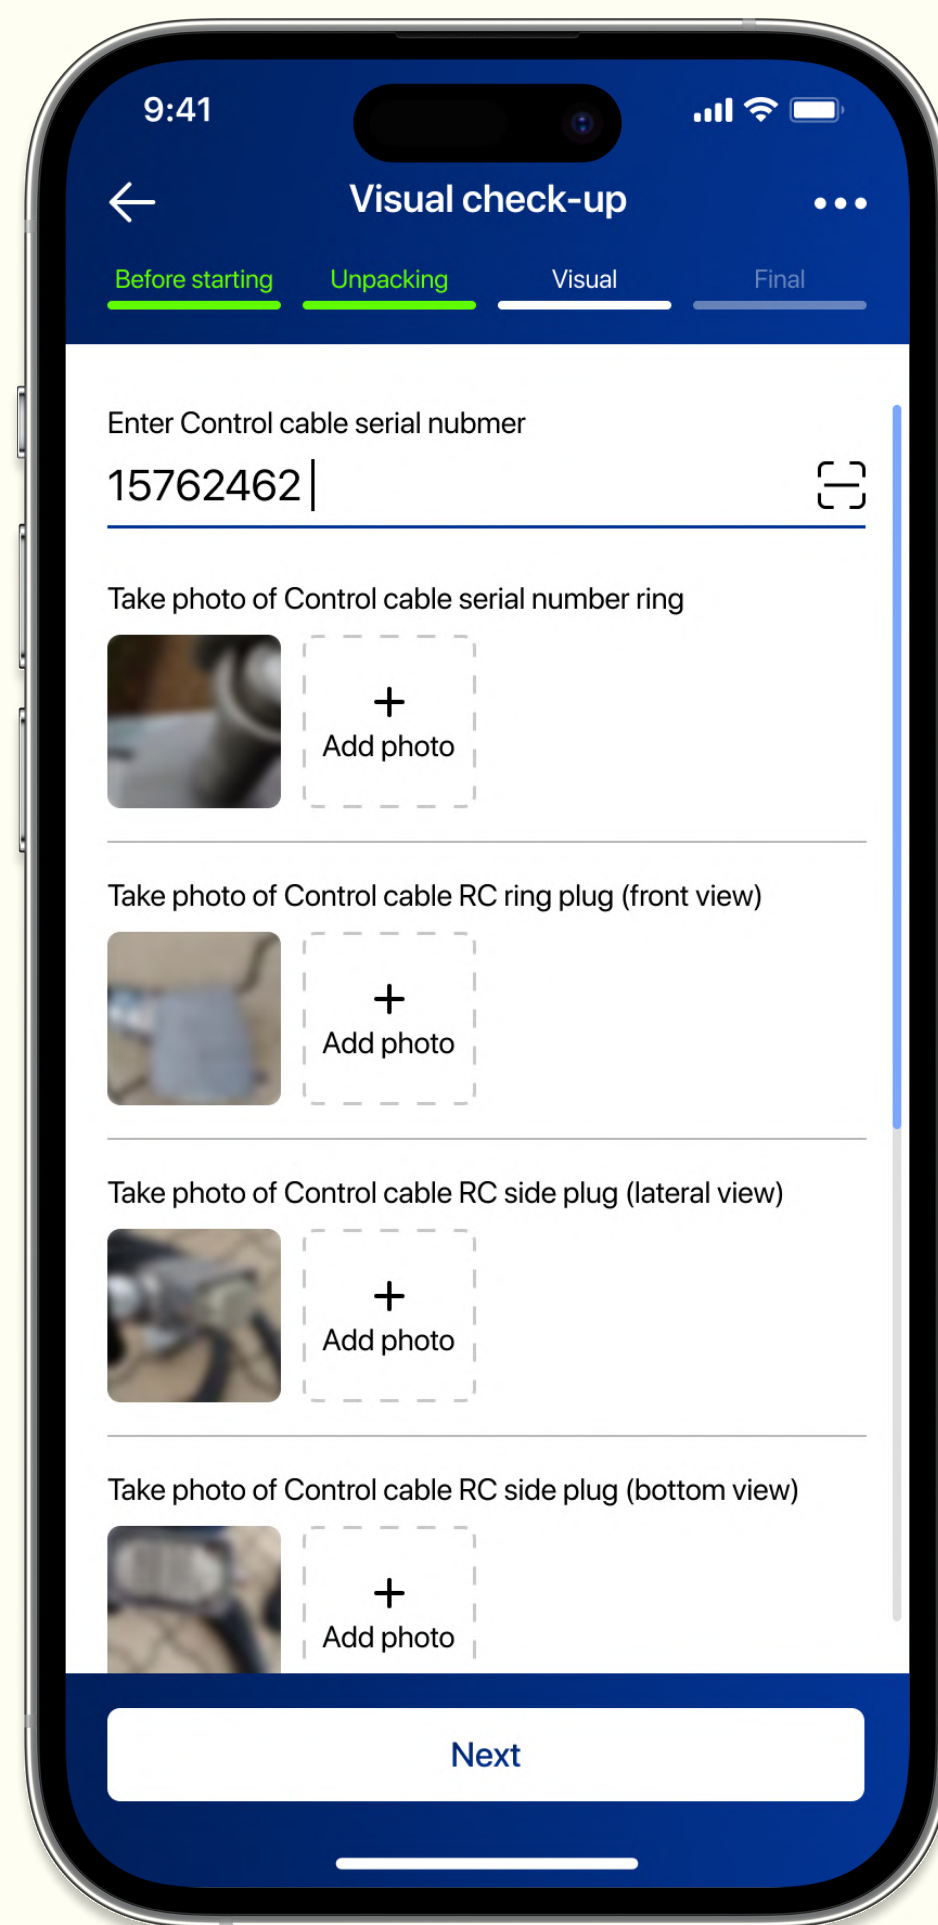 9:41
Visual check-up
Before starting Unpacking Visual Final
Enter Control cable serial nubmer
15762462
Take photo of Control cable serial number ring
Add photo
Take photo of Control cable RC ring plug (front view)
Add photo
Take photo of Control cable RC side plug (lateral view)
Add photo
Take photo of Control cable RC side plug (bottom view)
Add photo
Next